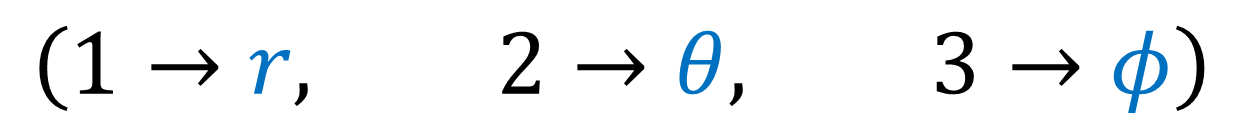 (1 → r, 2 → θ, 3 → ϕ)